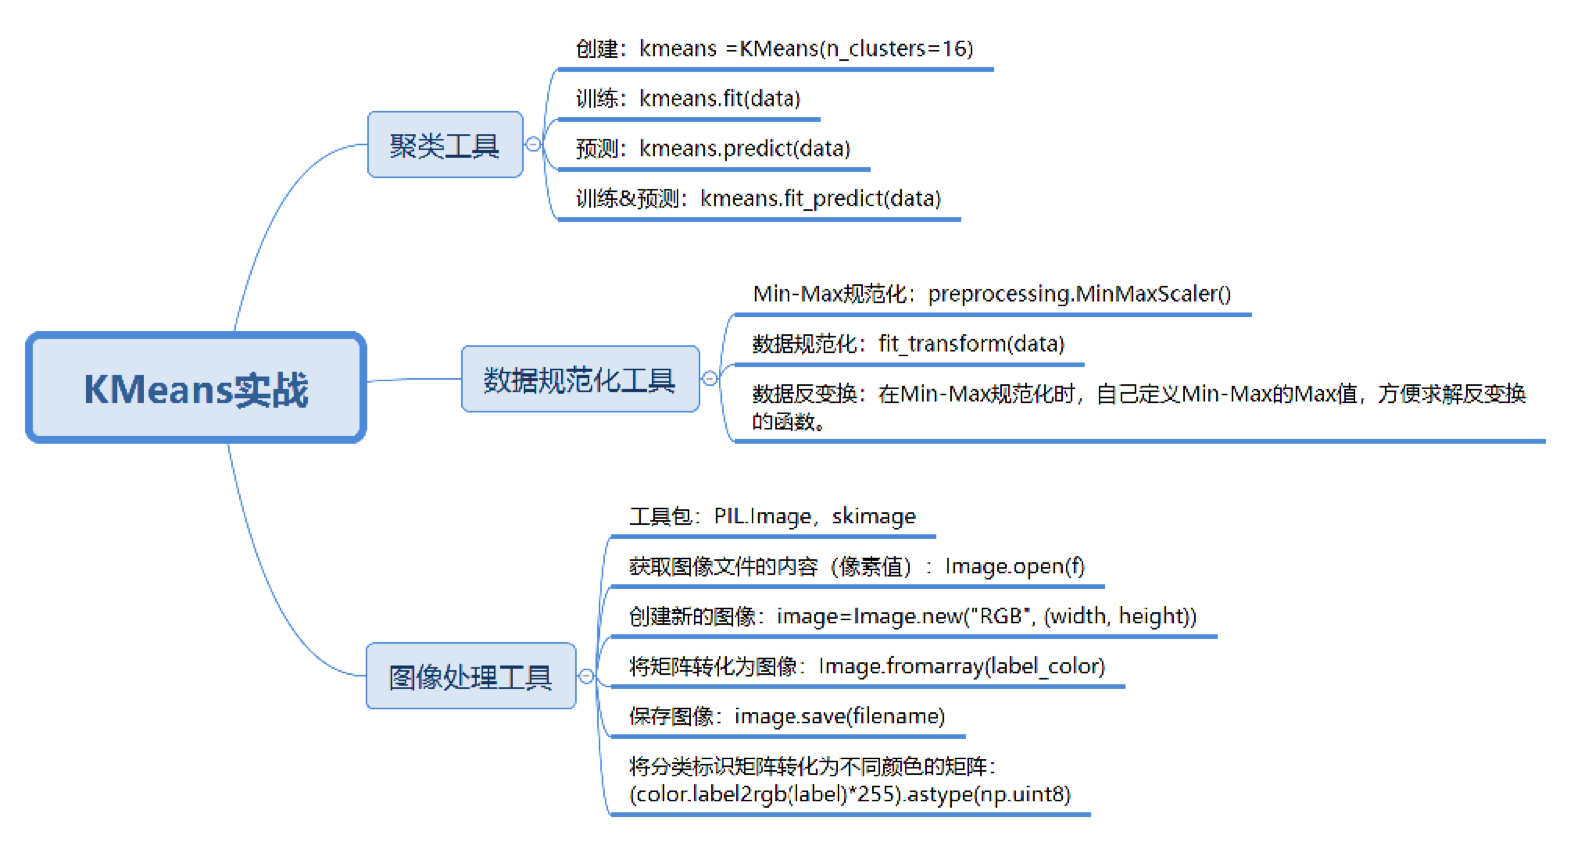 创建：kmeans =KMeans(n_clusters=16)
训练：kmeans.fit(data)
聚类工具
预测：kmeans.predict(data)
训练&预测：kmeans.fit_predict(data)
Min-Max规范化：preprocessing.MinMaxScaler()
数据规范化：fit_transform(data)
KMeans实战
数据规范化工具
数据反变换：在Min-Max规范化时，自己定义Min-Max的Max值，方便求解反变换
的函数。
工具包：PIL.Image，skimage
获取图像文件的内容（像素值）：Image.open(f)
创建新的图像：image=Image.new("RGB", (width, height))
图像处理工具
将矩阵转化为图像：Image.fromarray(label_color)
保存图像：image.save(filename)
将分类标识矩阵转化为不同颜色的矩阵：
(color.label2rgb(label)*255).astype(np.uint8)